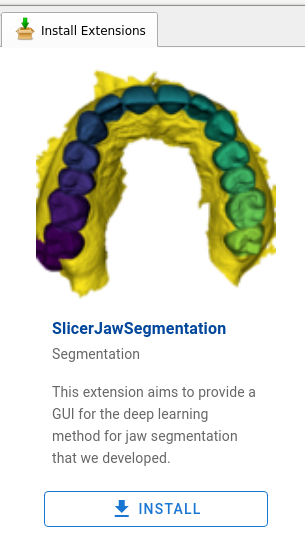 Install Extensions
SlicerJawSegmentation
Segmentation
This extension aims to provide a
GUI for the deep learning
method for jaw segmentation
that we developed.
INSTALL